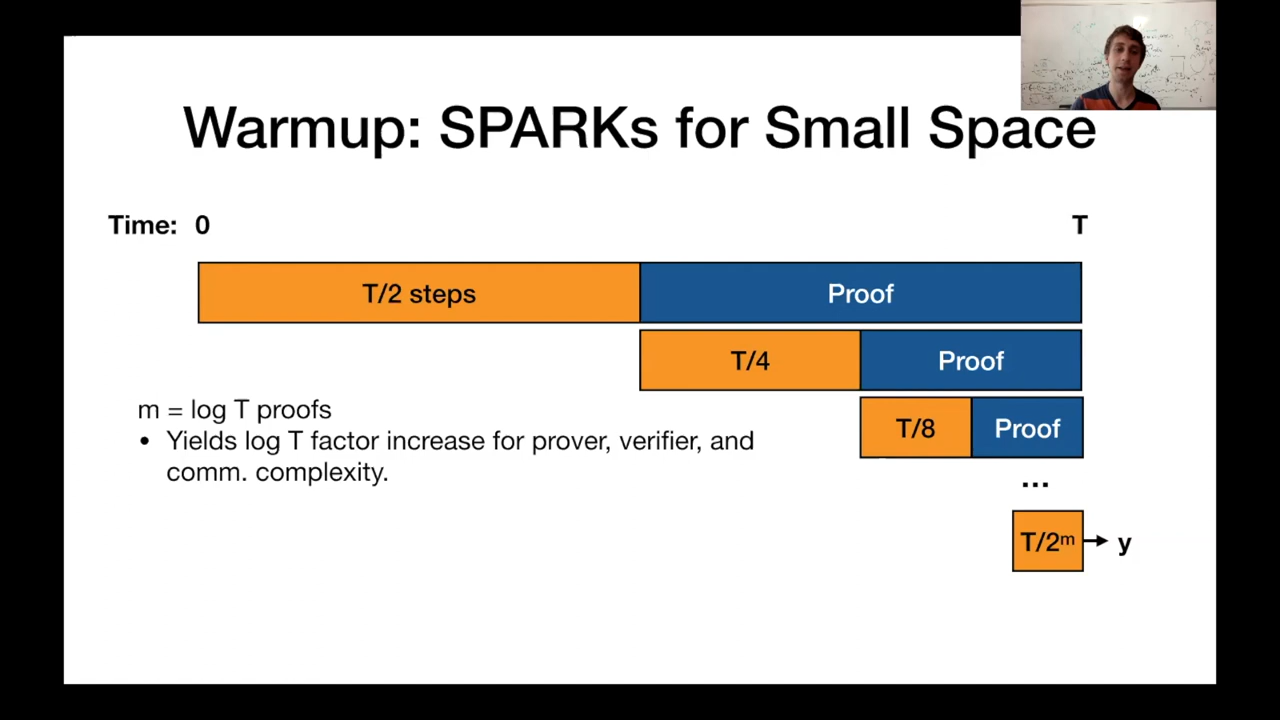 Warmup: SPARKs for Small Space
Time: 0
T
T/2 steps
Proof
T/4
Proof
m = log T proofs
• Yields log T factor increase for prover, verifier, and
comm. complexity.
T/8
Proof
...
T/2ᵐ
y